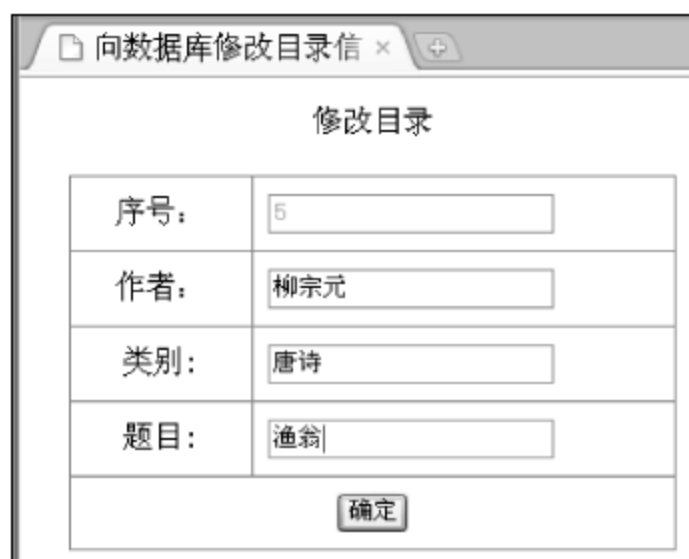 向数据库修改目录信
修改目录
序号： 5
作者： 柳宗元
类别: 唐诗
题目: 渔翁
确定